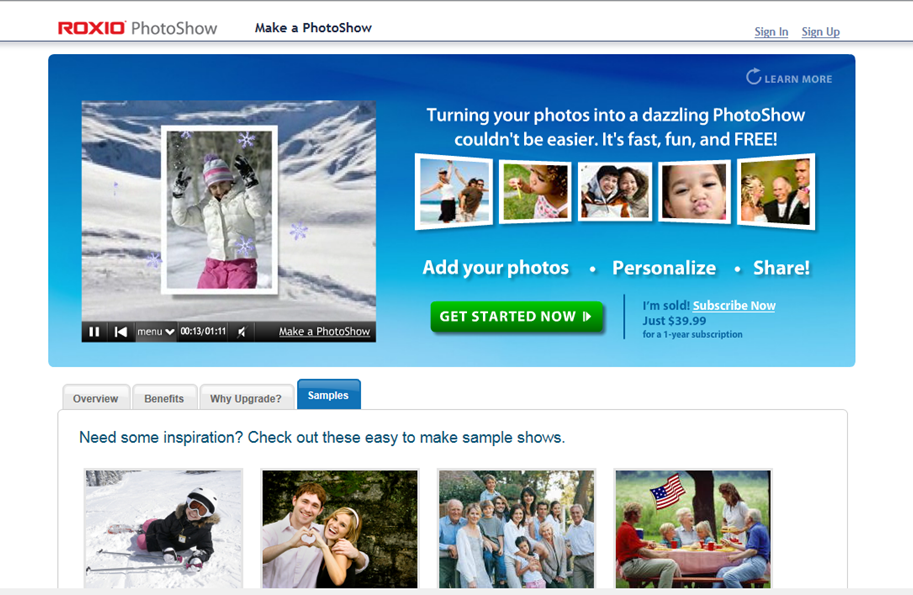 ROXIO PhotoShow
Make a PhotoShow
Sign In Sign Up
LEARN MORE
Turning your photos into a dazzling PhotoShow
couldn't be easier. It's fast, fun, and FREE!
Add your photos • Personalize • Share!
menu 00:13/01:11 Make a PhotoShow
GET STARTED NOW
I'm sold! Subscribe Now
Just $39.99
for a 1-year subscription
Overview Benefits Why Upgrade? Samples
Need some inspiration? Check out these easy to make sample shows.